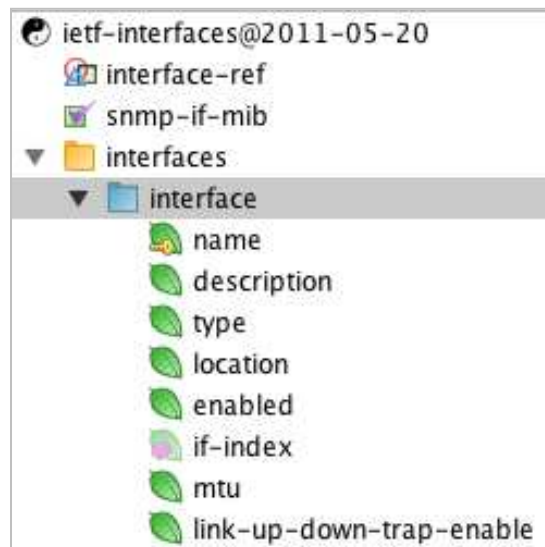 ietf-interfaces@2011-05-20
interface-ref
snmp-if-mib
interfaces
interface
name
description
type
location
enabled
if-index
mtu
link-up-down-trap-enable